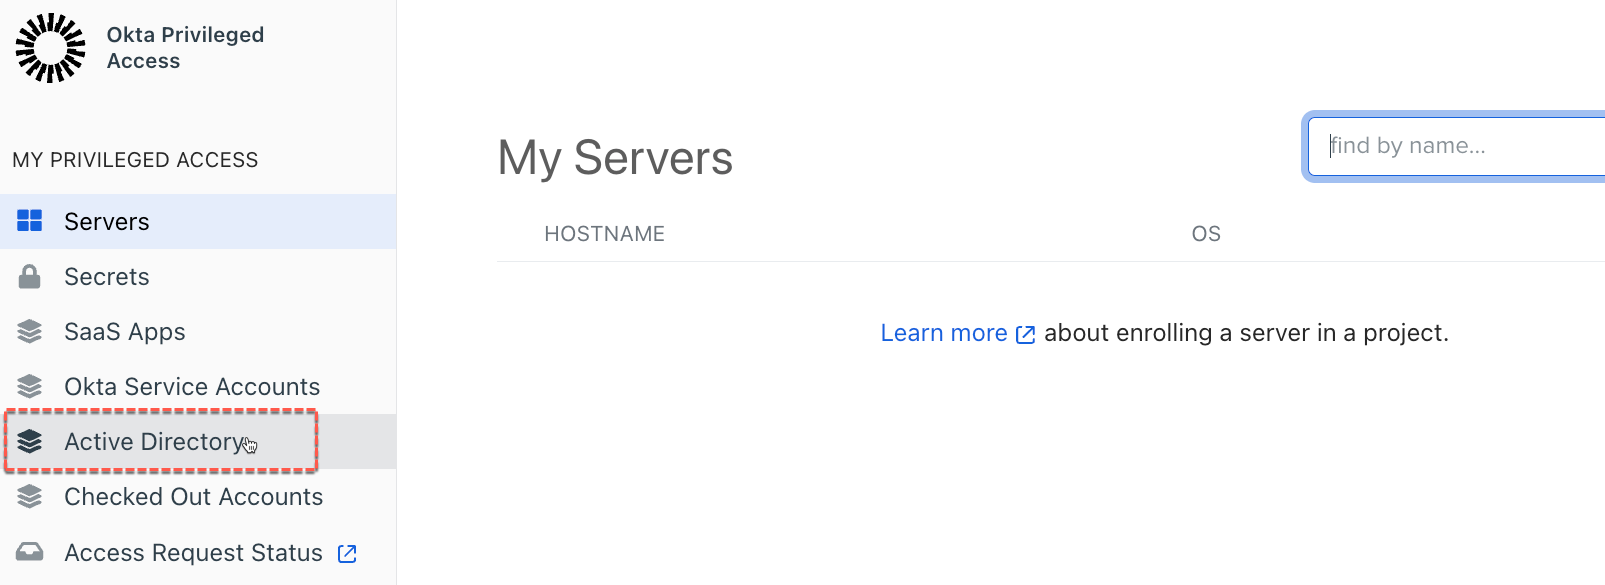 Okta Privileged
Access
MY PRIVILEGED ACCESS
Servers
Secrets
SaaS Apps
Okta Service Accounts
Active Directory
Checked Out Accounts
Access Request Status
My Servers
find by name...
HOSTNAME OS
Learn more about enrolling a server in a project.